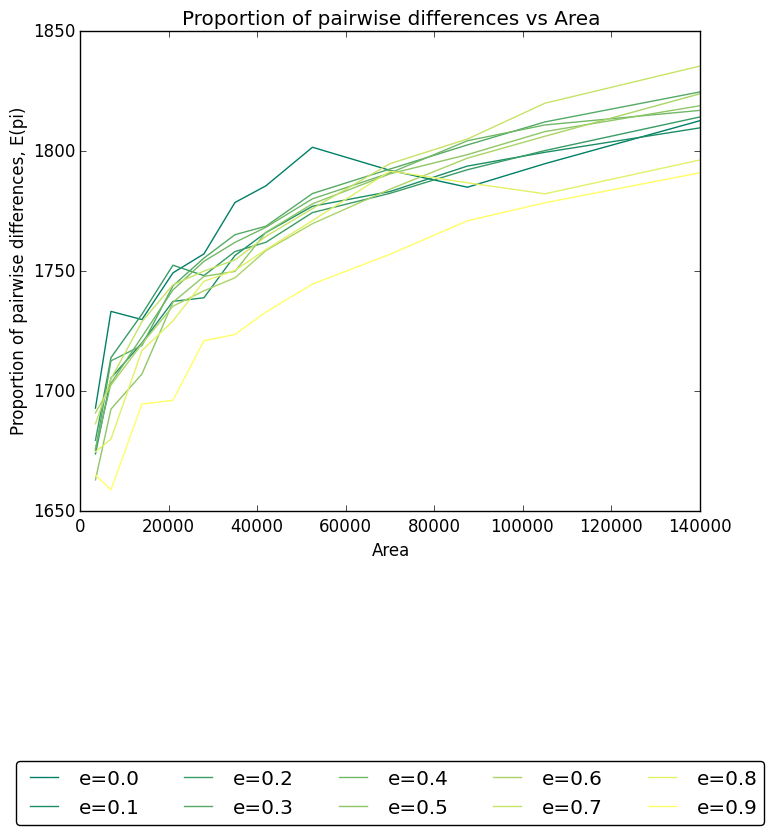 Proportion of pairwise differences vs Area
1850
1800
1750
1700
1650
Proportion of pairwise differences, E(pi)
0 20000 40000 60000 80000 100000 120000 140000
Area
e=0.0 e=0.2 e=0.4 e=0.6 e=0.8
e=0.1 e=0.3 e=0.5 e=0.7 e=0.9